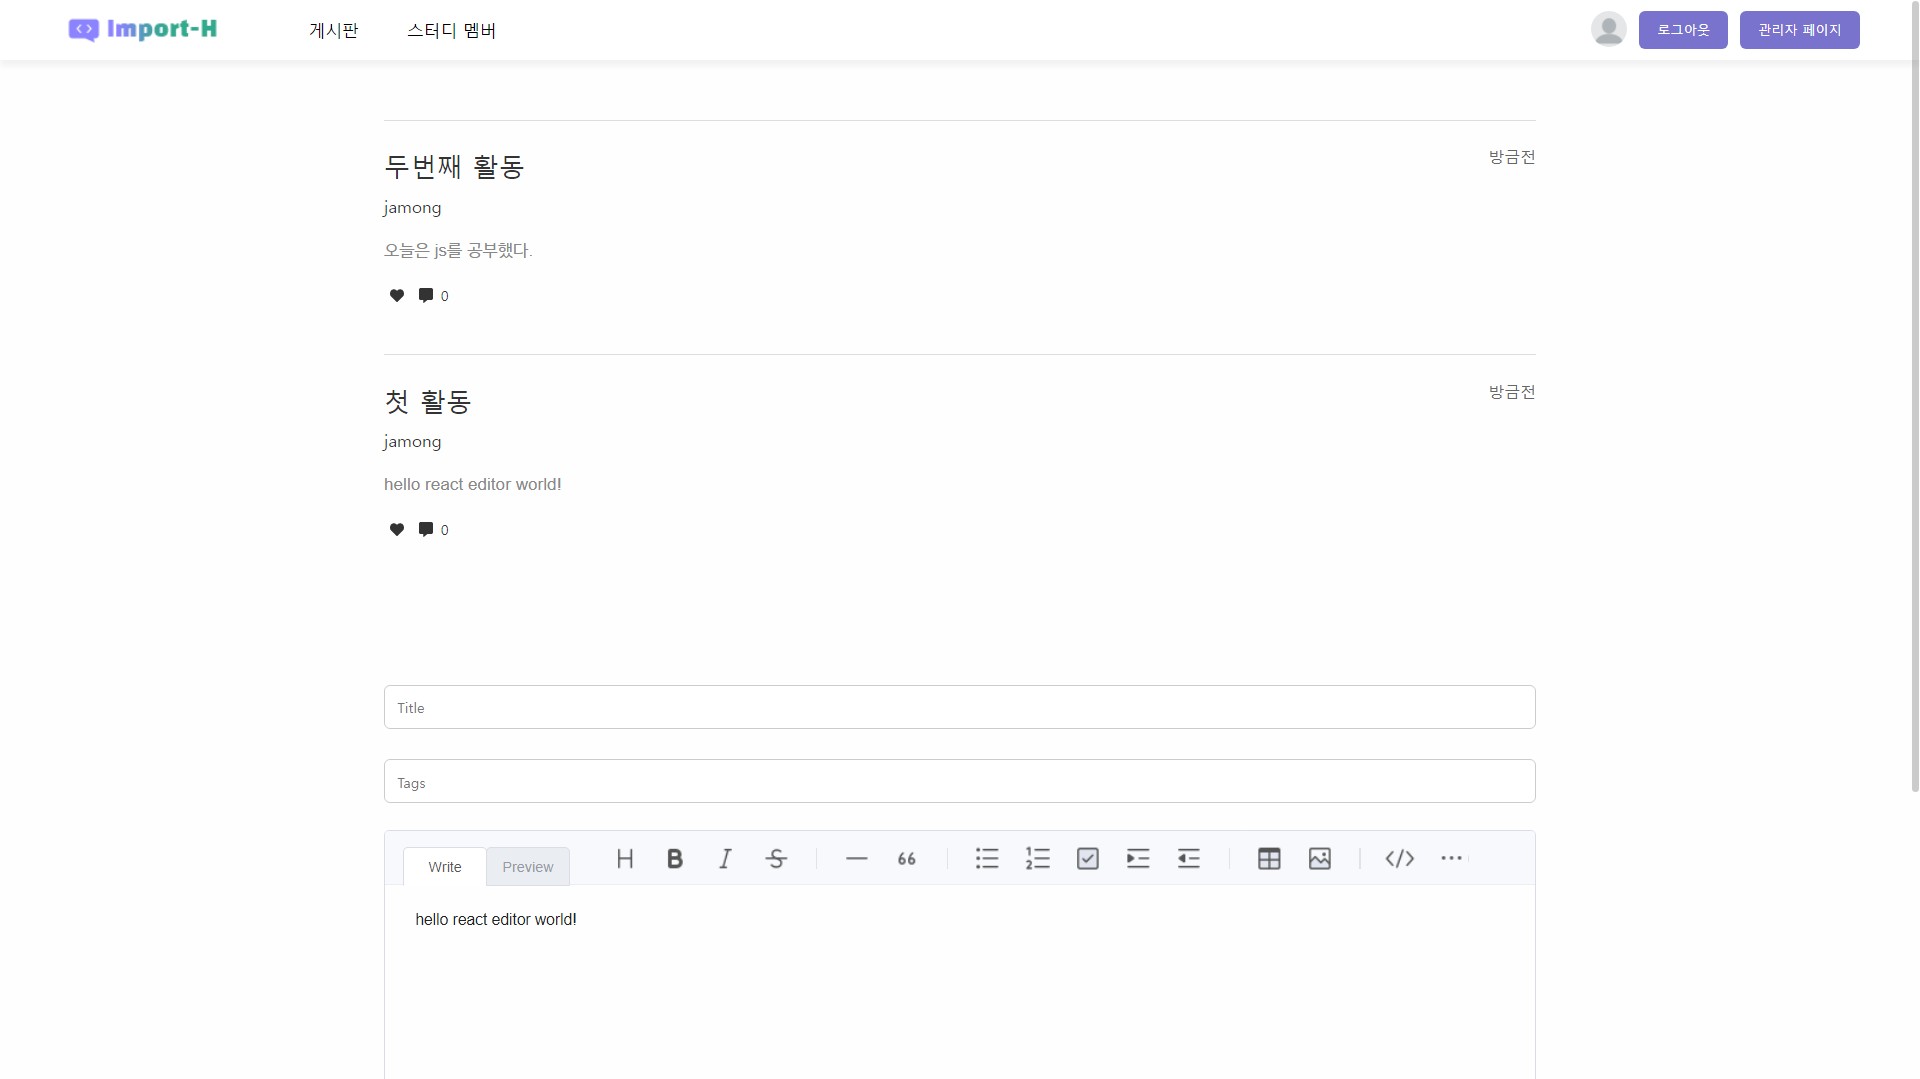 Import-H
게시판
스터디 멤버
로그아웃
관리자 페이지
두번째 활동
방금전
jamong
오늘은 js를 공부했다.
0
첫 활동
방금전
jamong
hello react editor world!
0
Title
Tags
Write
Preview
hello react editor world!